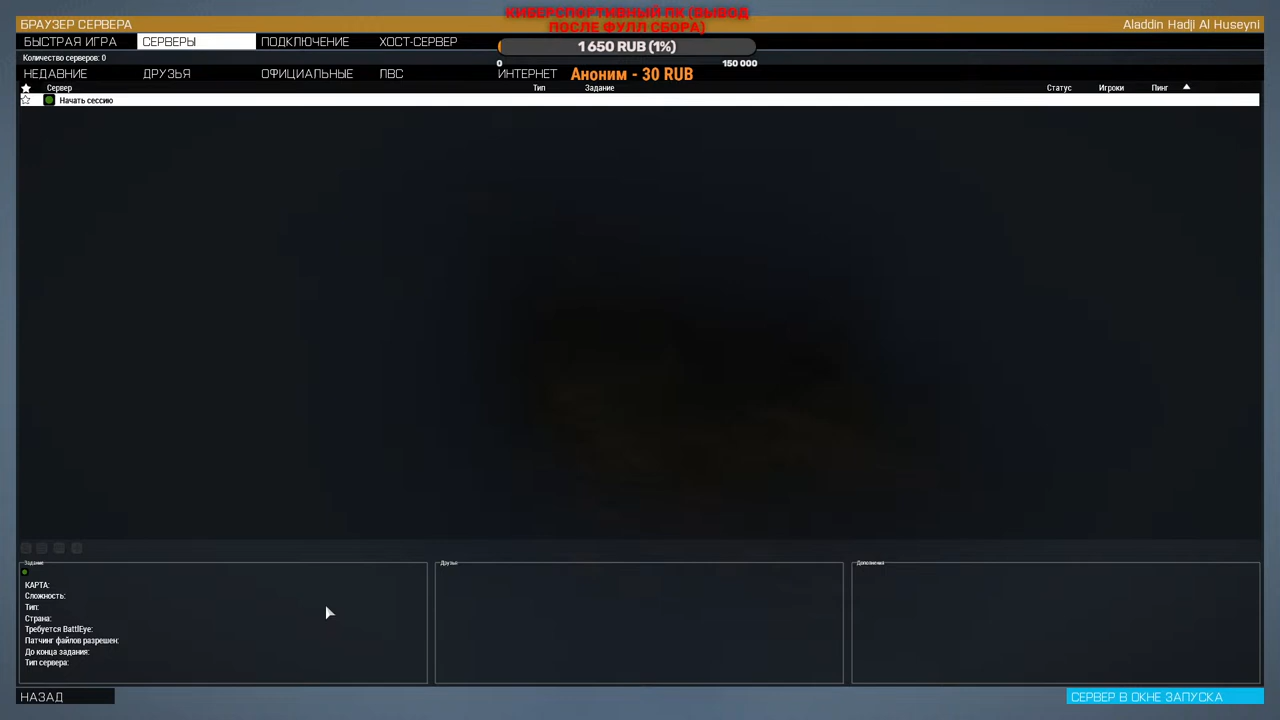 КИБЕРСПОРТИВНЫЙ ПК (ВЫВОД
ПОСЛЕ ФУЛЛ СБОРА)
БРАУЗЕР СЕРВЕРА
Aladdin Hadji Al Huseyni
БЫСТРАЯ ИГРА СЕРВЕРЫ ПОДКЛЮЧЕНИЕ ХОСТ-СЕРВЕР
1 650 RUB (1%)
Количество серверов: 0
0 150 000
НЕДАВНИЕ ДРУЗЬЯ ОФИЦИАЛЬНЫЕ ЛВС ИНТЕРНЕТ
Аноним - 30 RUB
Сервер Тип Задание Статус Игроки Пинг
Начать сессию
Задание Друзья Дополнения
КАРТА:
Сложность:
Тип:
Страна:
Требуется BattlEye:
Патчинг файлов разрешен:
До конца задания:
Тип сервера:
НАЗАД
СЕРВЕР В ОКНЕ ЗАПУСКА